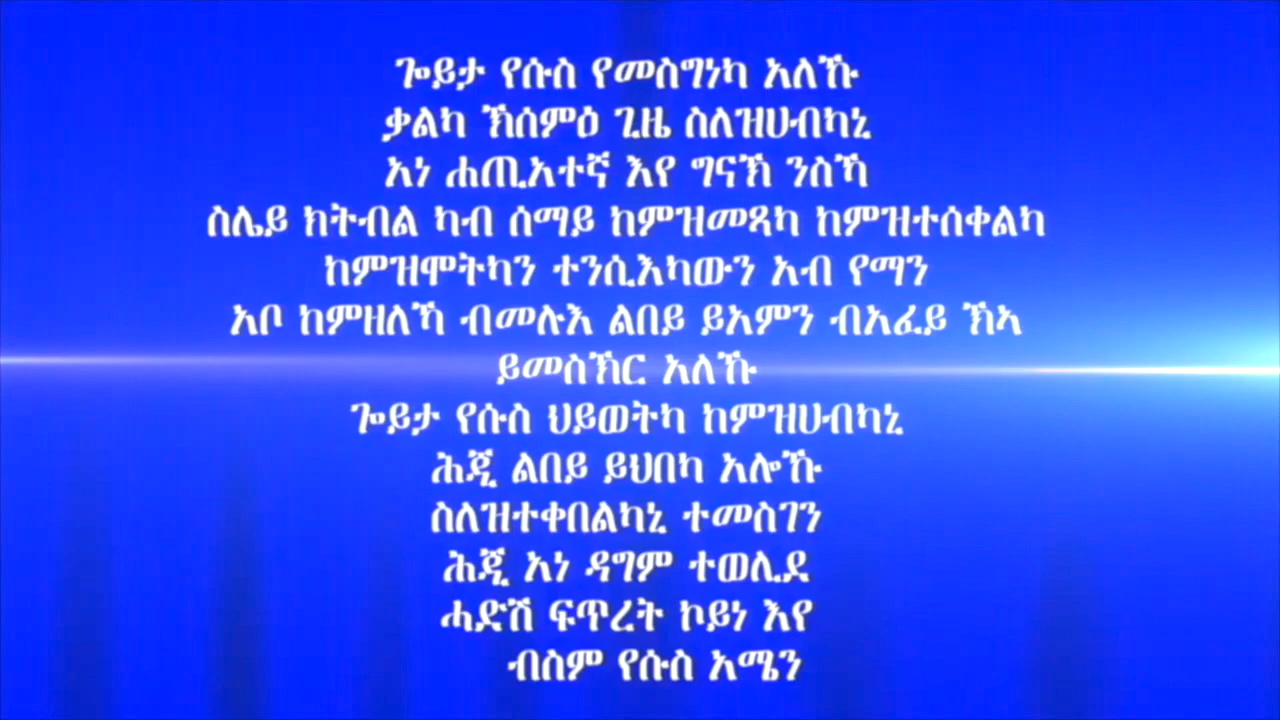 ጐይታ የሱስ የመስግነካ አለኹ
ቃልካ ኽሰምዕ ጊዜ ስለዝሀብካኒ
አነ ሐጢአተኛ እየ ግናኽ ንስኻ
ስሌይ ክትብል ካብ ሰማይ ከምዝመጻካ ከምዝተሰቀልካ
ከምዝሞትካን ተንሲእካውን አብ የማን
አቦ ከምዘለኻ ብመሉእ ልበይ ይአምን ብአፈይ ኽኣ
ይመስኽር አለኹ
ጐይታ የሱስ ህይወትካ ከምዝሀብካኒ
ሕጂ ልበይ ይህበካ አሎኹ
ስለዝተቀበልካኒ ተመስገን
ሕጂ አነ ዳግም ተወሊደ
ሓድሽ ፍጥረት ኮይነ እየ
ብስም የሱስ አሜን